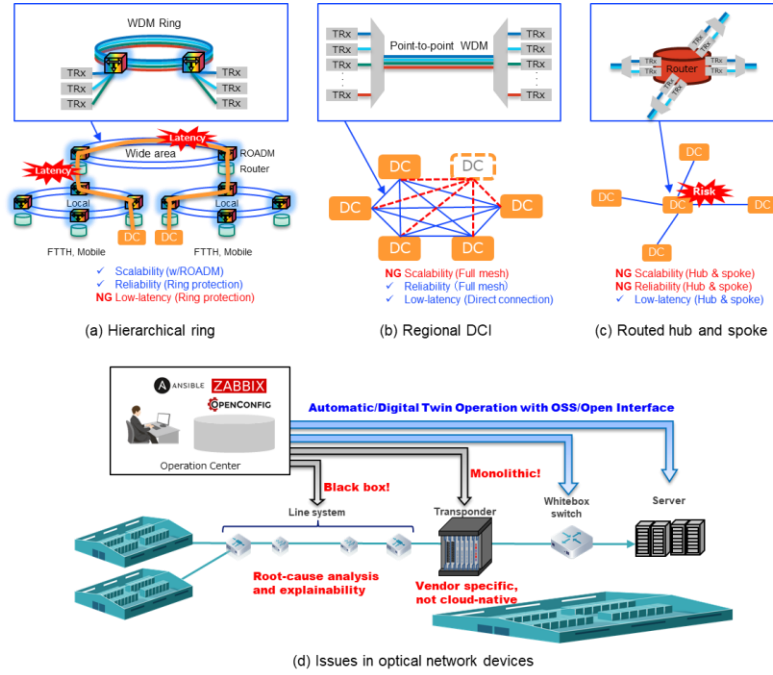 WDM Ring
TRx
TRx
TRx
TRx
TRx
TRx
Latency
Wide area
ROADM
Router
Latency
Local
Local
DC
DC
FTTH, Mobile
FTTH, Mobile
✓ Scalability (w/ROADM)
✓ Reliability (Ring protection)
NG Low-latency (Ring protection)
(a) Hierarchical ring
TRx
TRx
TRx
TRx
Point-to-point WDM
TRx
TRx
TRx
TRx
DC
DC
DC
DC
DC
DC
NG Scalability (Full mesh)
✓ Reliability (Full mesh)
✓ Low-latency (Direct connection)
(b) Regional DCI
TRx
TRx
Router
TRx
TRx
TRx
TRx
TRx
TRx
DC
Risk
DC
DC
DC
DC
NG Scalability (Hub & spoke)
NG Reliability (Hub & spoke)
✓ Low-latency (Hub & spoke)
(c) Routed hub and spoke
ANSIBLE
ZABBIX
OPENCONFIG
Operation Center
Automatic/Digital Twin Operation with OSS/Open Interface
Black box!
Monolithic!
Line system
Transponder
Whitebox
switch
Server
Root-cause analysis
and explainability
Vendor specific,
not cloud-native
(d) Issues in optical network devices